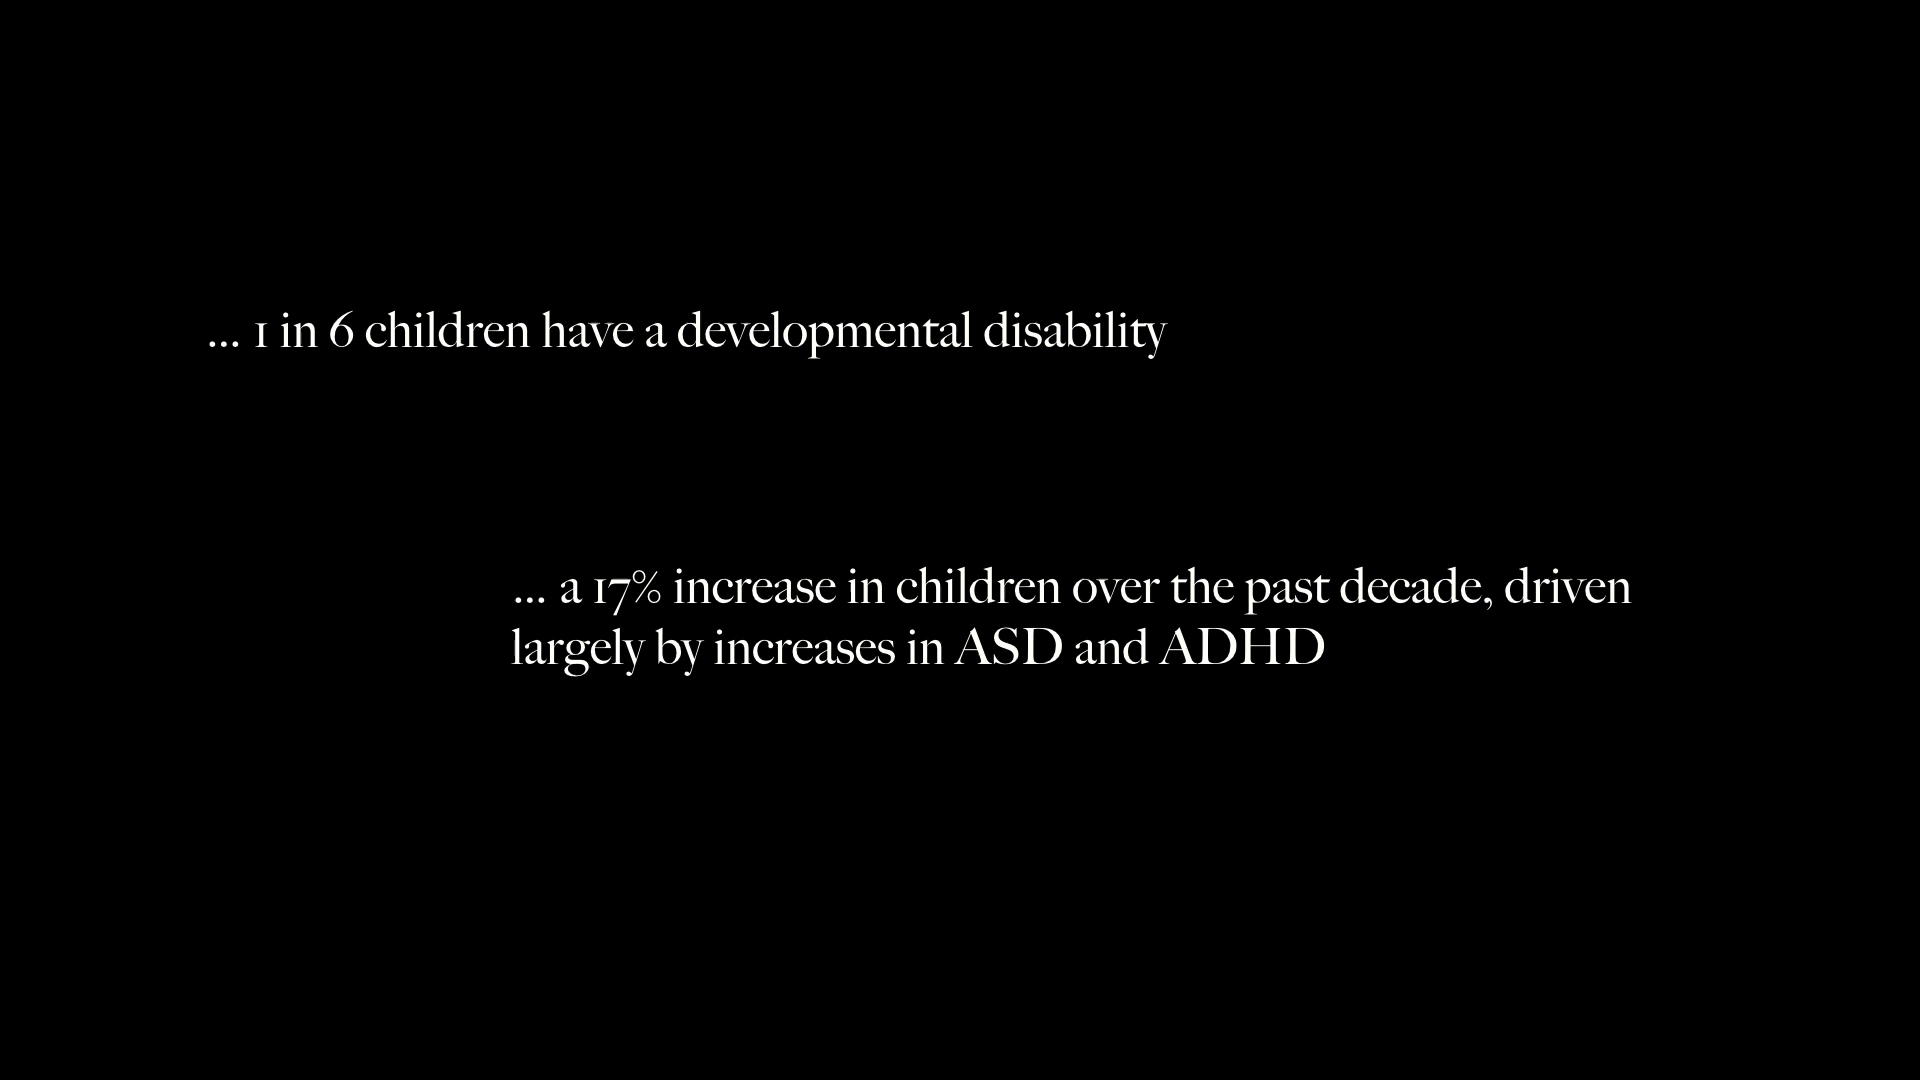 ... 1 in 6 children have a developmental disability
... a 17% increase in children over the past decade, driven
largely by increases in ASD and ADHD